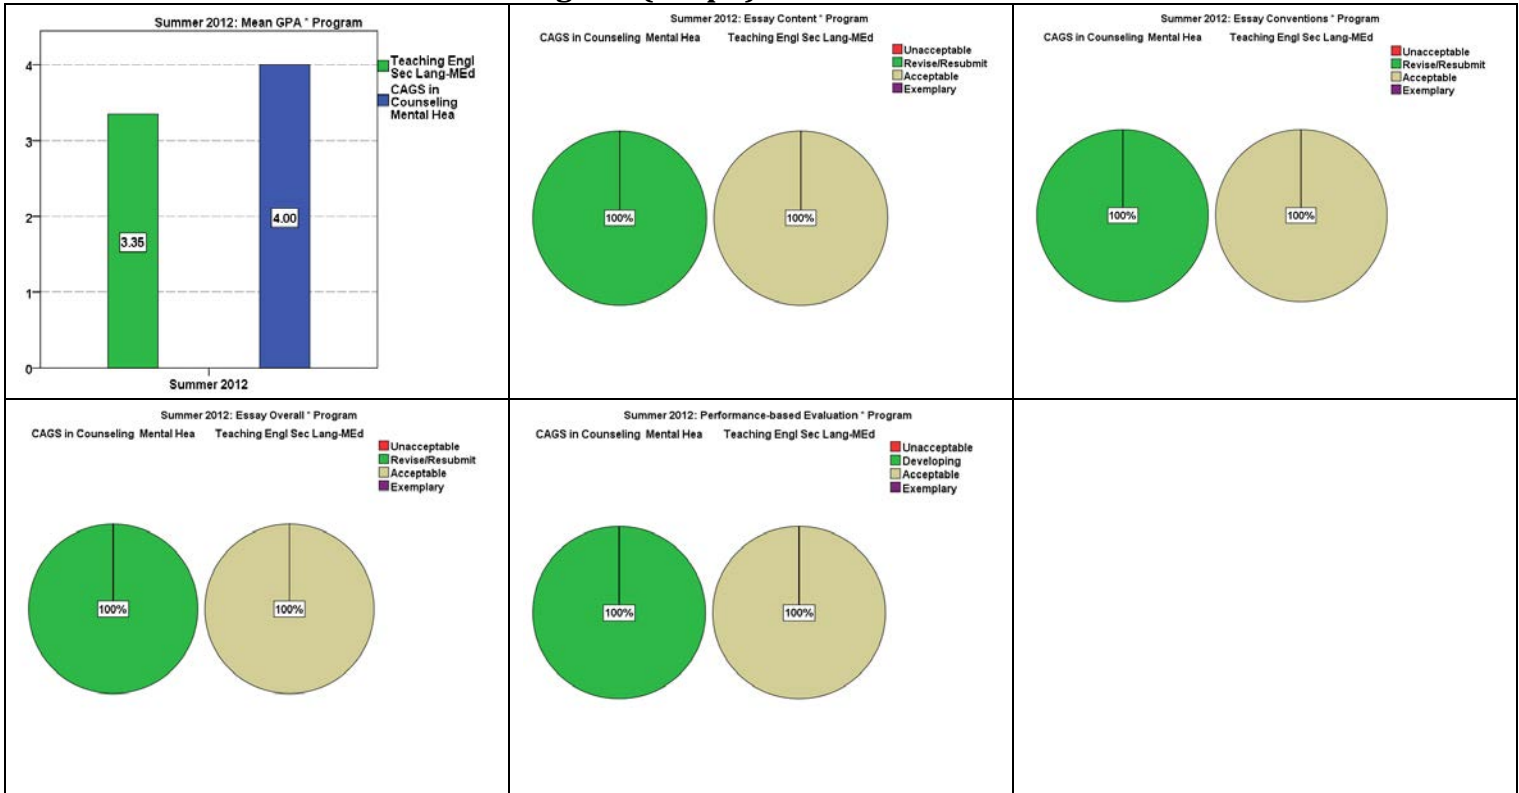 Summer 2012: Mean GPA * Program
4
3
2
1
0
3.35
4.00
Summer 2012
Teaching Engl
Sec Lang-MEd
CAGS in
Counseling
Mental Hea
Summer 2012: Essay Content * Program
CAGS in Counseling Mental Hea Teaching Engl Sec Lang-MEd
Unacceptable
Revise/Resubmit
Acceptable
Exemplary
100% 100%
Summer 2012: Essay Conventions * Program
CAGS in Counseling Mental Hea Teaching Engl Sec Lang-MEd
Unacceptable
Revise/Resubmit
Acceptable
Exemplary
100% 100%
Summer 2012: Essay Overall * Program
CAGS in Counseling Mental Hea Teaching Engl Sec Lang-MEd
Unacceptable
Revise/Resubmit
Acceptable
Exemplary
100% 100%
Summer 2012: Performance-based Evaluation * Program
CAGS in Counseling Mental Hea Teaching Engl Sec Lang-MEd
Unacceptable
Developing
Acceptable
Exemplary
100% 100%